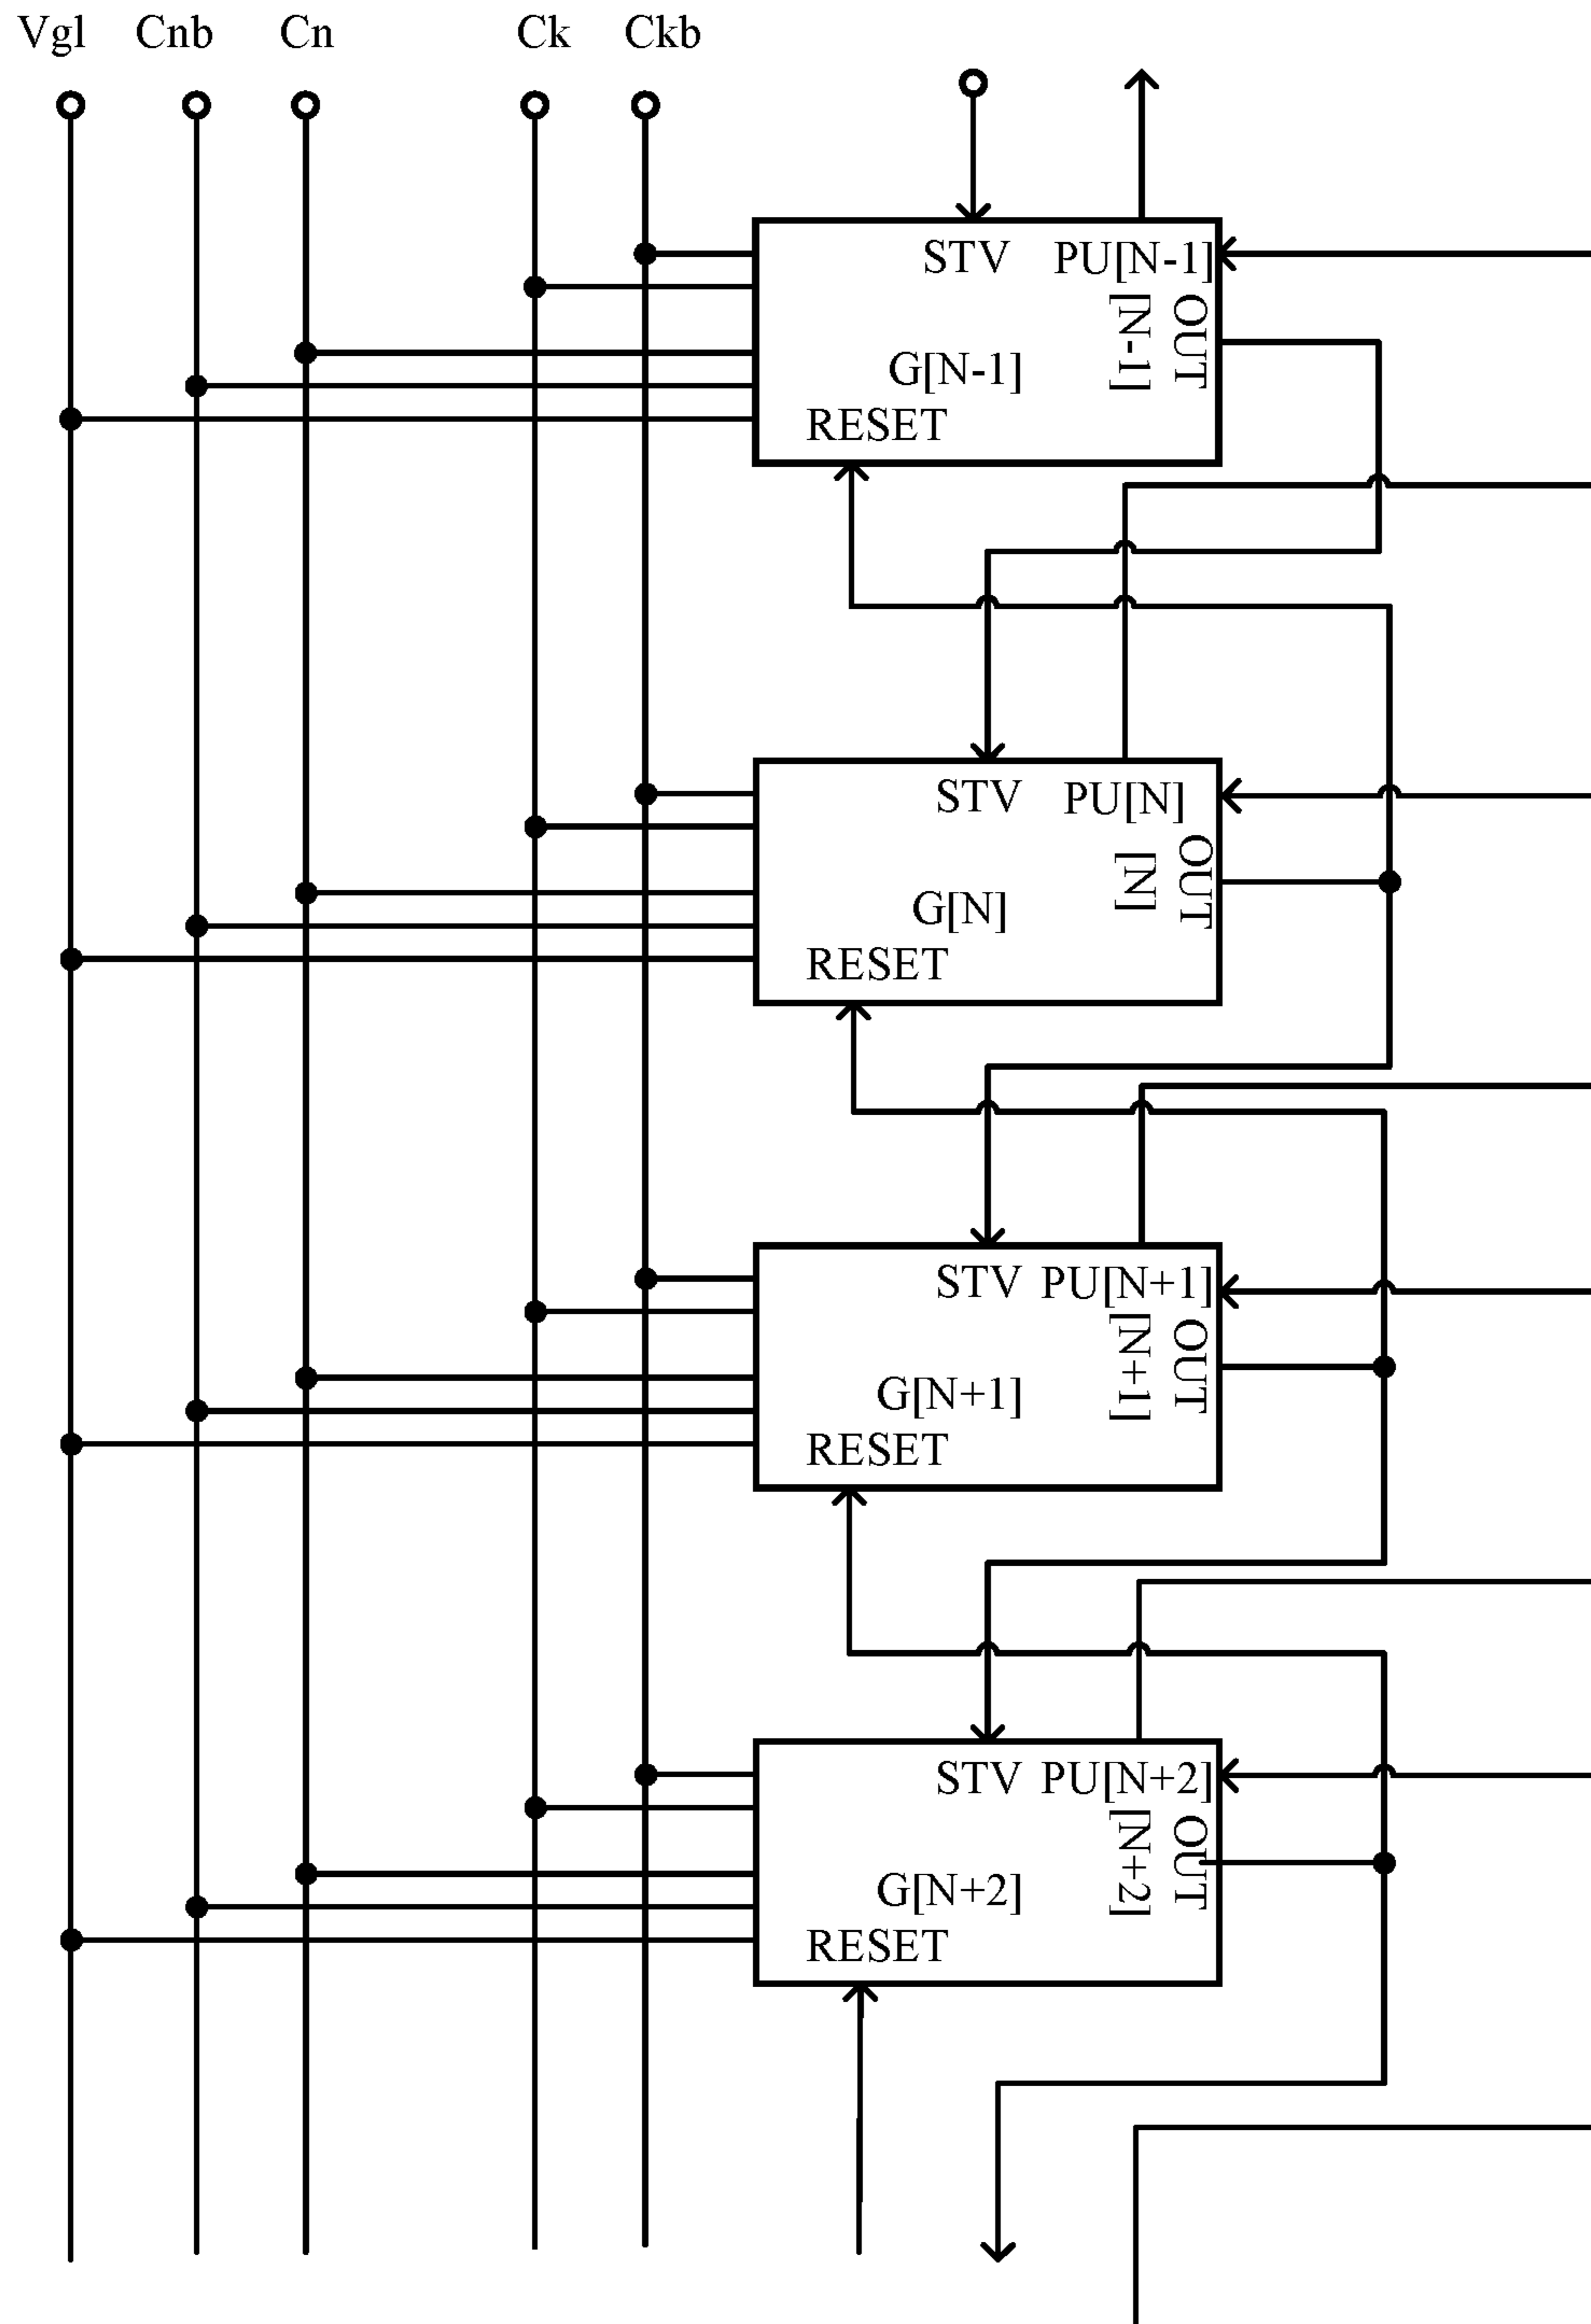 Vgl Cnb Cn Ck Ckb
STV PU[N-1]
OUT
[N-1]
G[N-1]
RESET
STV PU[N]
OUT
[N]
G[N]
RESET
STV PU[N+1]
OUT
[N+1]
G[N+1]
RESET
STV PU[N+2]
OUT
[N+2]
G[N+2]
RESET